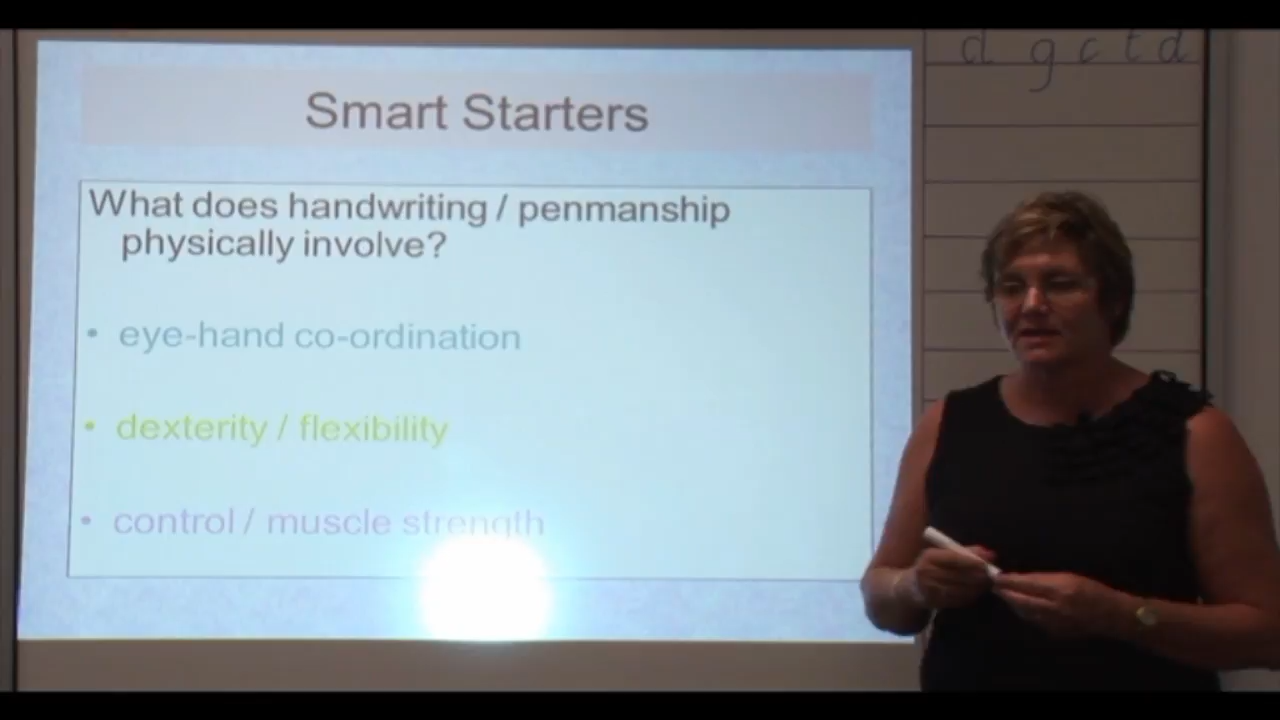 d g c t d
Smart Starters
What does handwriting / penmanship
physically involve?
• eye-hand co-ordination
• dexterity / flexibility
• control / muscle strength